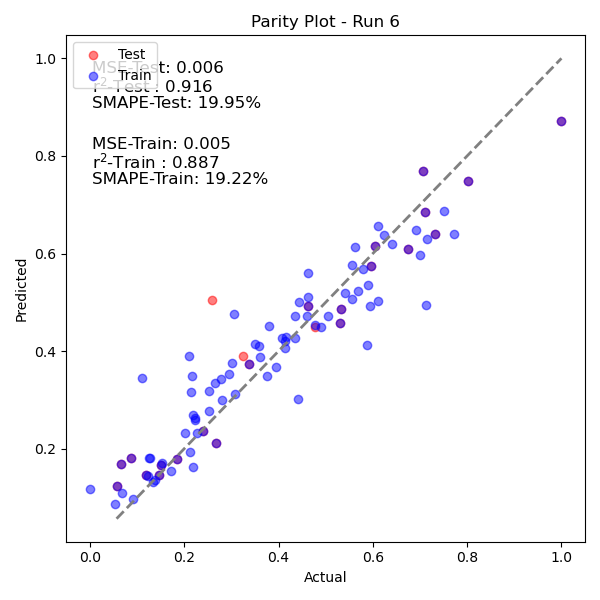 Parity Plot - Run 6
Test
Train
MSE-Test: 0.006
r²-Test : 0.916
SMAPE-Test: 19.95%
MSE-Train: 0.005
r²-Train : 0.887
SMAPE-Train: 19.22%
1.0
0.8
0.6
0.4
0.2
Predicted
0.0 0.2 0.4 0.6 0.8 1.0
Actual